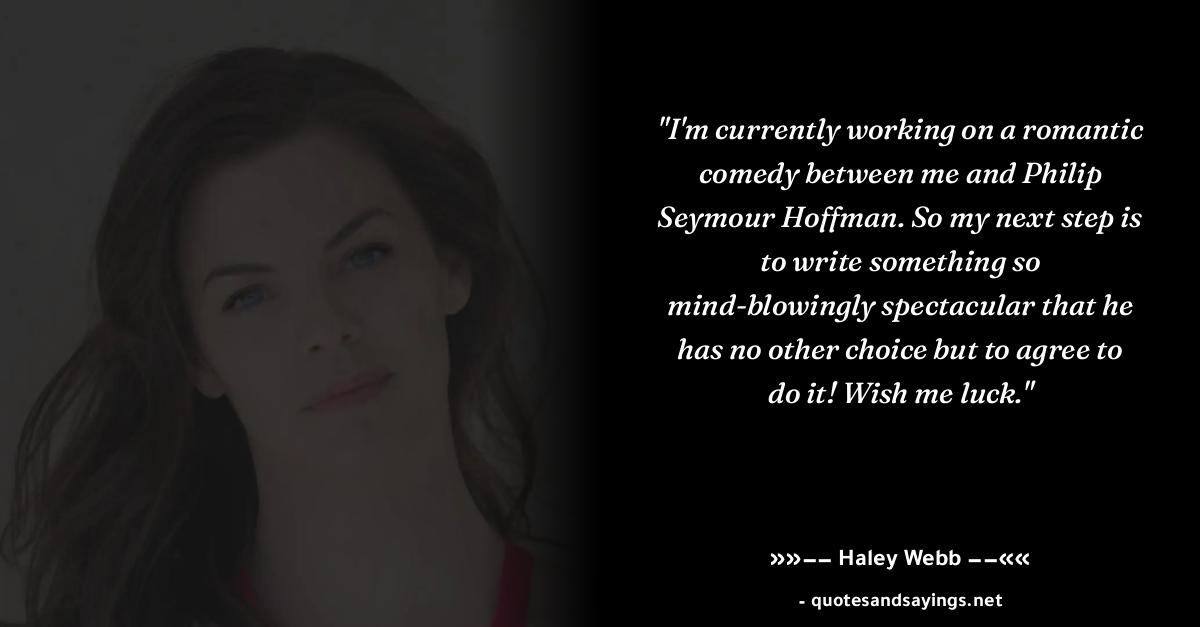 "I'm currently working on a romantic
comedy between me and Philip
Seymour Hoffman. So my next step is
to write something so
mind-blowingly spectacular that he
has no other choice but to agree to
do it! Wish me luck."
»»–– Haley Webb ––««
- quotesandsayings.net